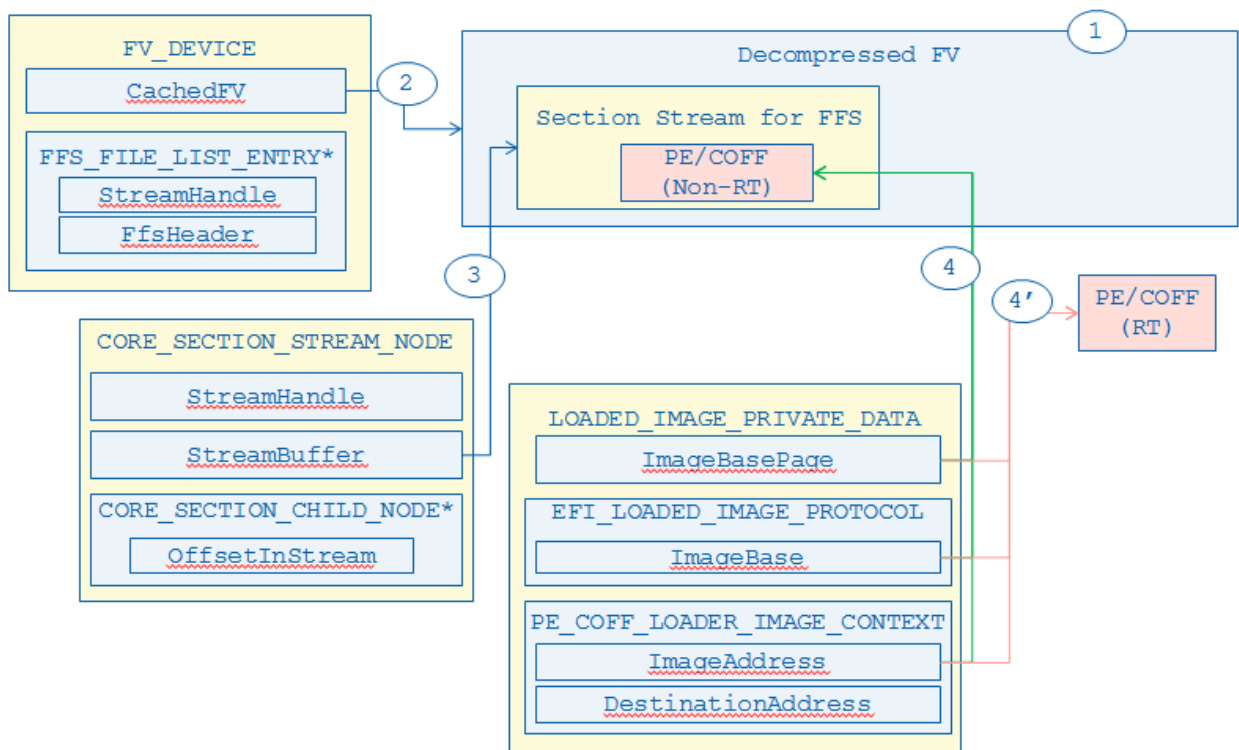 FV_DEVICE
CachedFV
FFS_FILE_LIST_ENTRY*
StreamHandle
FfsHeader
2
1
Decompressed FV
Section Stream for FFS
PE/COFF
(Non-RT)
3
4
4’
PE/COFF
(RT)
CORE_SECTION_STREAM_NODE
StreamHandle
StreamBuffer
CORE_SECTION_CHILD_NODE*
OffsetInStream
LOADED_IMAGE_PRIVATE_DATA
ImageBasePage
EFI_LOADED_IMAGE_PROTOCOL
ImageBase
PE_COFF_LOADER_IMAGE_CONTEXT
ImageAddress
DestinationAddress